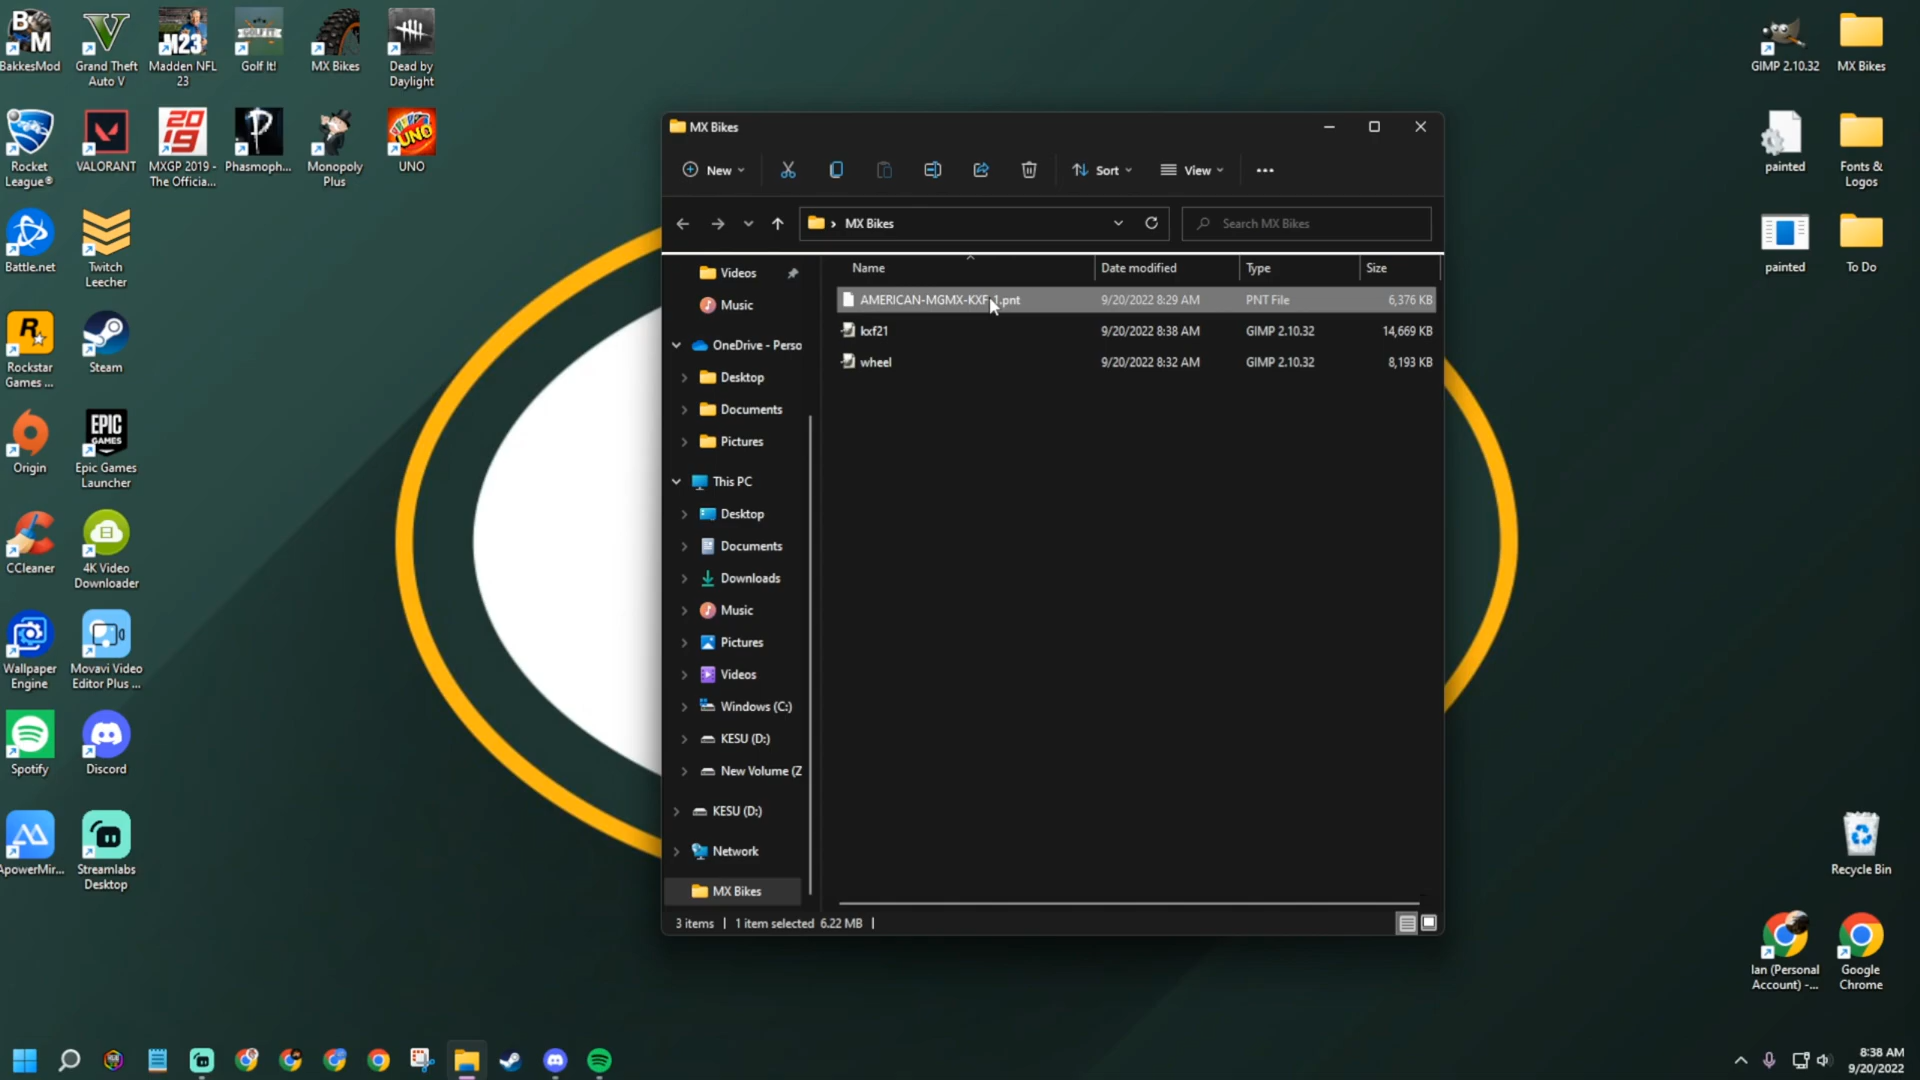 BakkesMod
Grand Theft
Auto V
Madden NFL
23
Golf It!
MX Bikes
Dead by
Daylight
Rocket
League®
VALORANT
MXGP 2019 -
The Officia...
Phasmoph...
Monopoly
Plus
UNO
Battle.net
Twitch
Leecher
Rockstar
Games ...
Steam
Origin
Epic Games
Launcher
CCleaner
4K Video
Downloader
Wallpaper
Engine
Movavi Video
Editor Plus ...
Spotify
Discord
ApowerMir...
Streamlabs
Desktop
MX Bikes
New
Sort
View
MX Bikes
Search MX Bikes
Name
Date modified
Type
Size
Videos
Music
OneDrive - Perso
Desktop
Documents
Pictures
This PC
Desktop
Documents
Downloads
Music
Pictures
Videos
Windows (C:)
KESU (D:)
New Volume (Z
KESU (D:)
Network
MX Bikes
AMERICAN-MGMX-KXF 1.pnt 9/20/2022 8:29 AM PNT File 6,376 KB
kxf21 9/20/2022 8:38 AM GIMP 2.10.32 14,669 KB
wheel 9/20/2022 8:32 AM GIMP 2.10.32 8,193 KB
3 items 1 item selected 6.22 MB
GIMP 2.10.32
MX Bikes
painted
Fonts &
Logos
painted
To Do
Recycle Bin
Ian (Personal
Account) -...
Google
Chrome
8:38 AM
9/20/2022